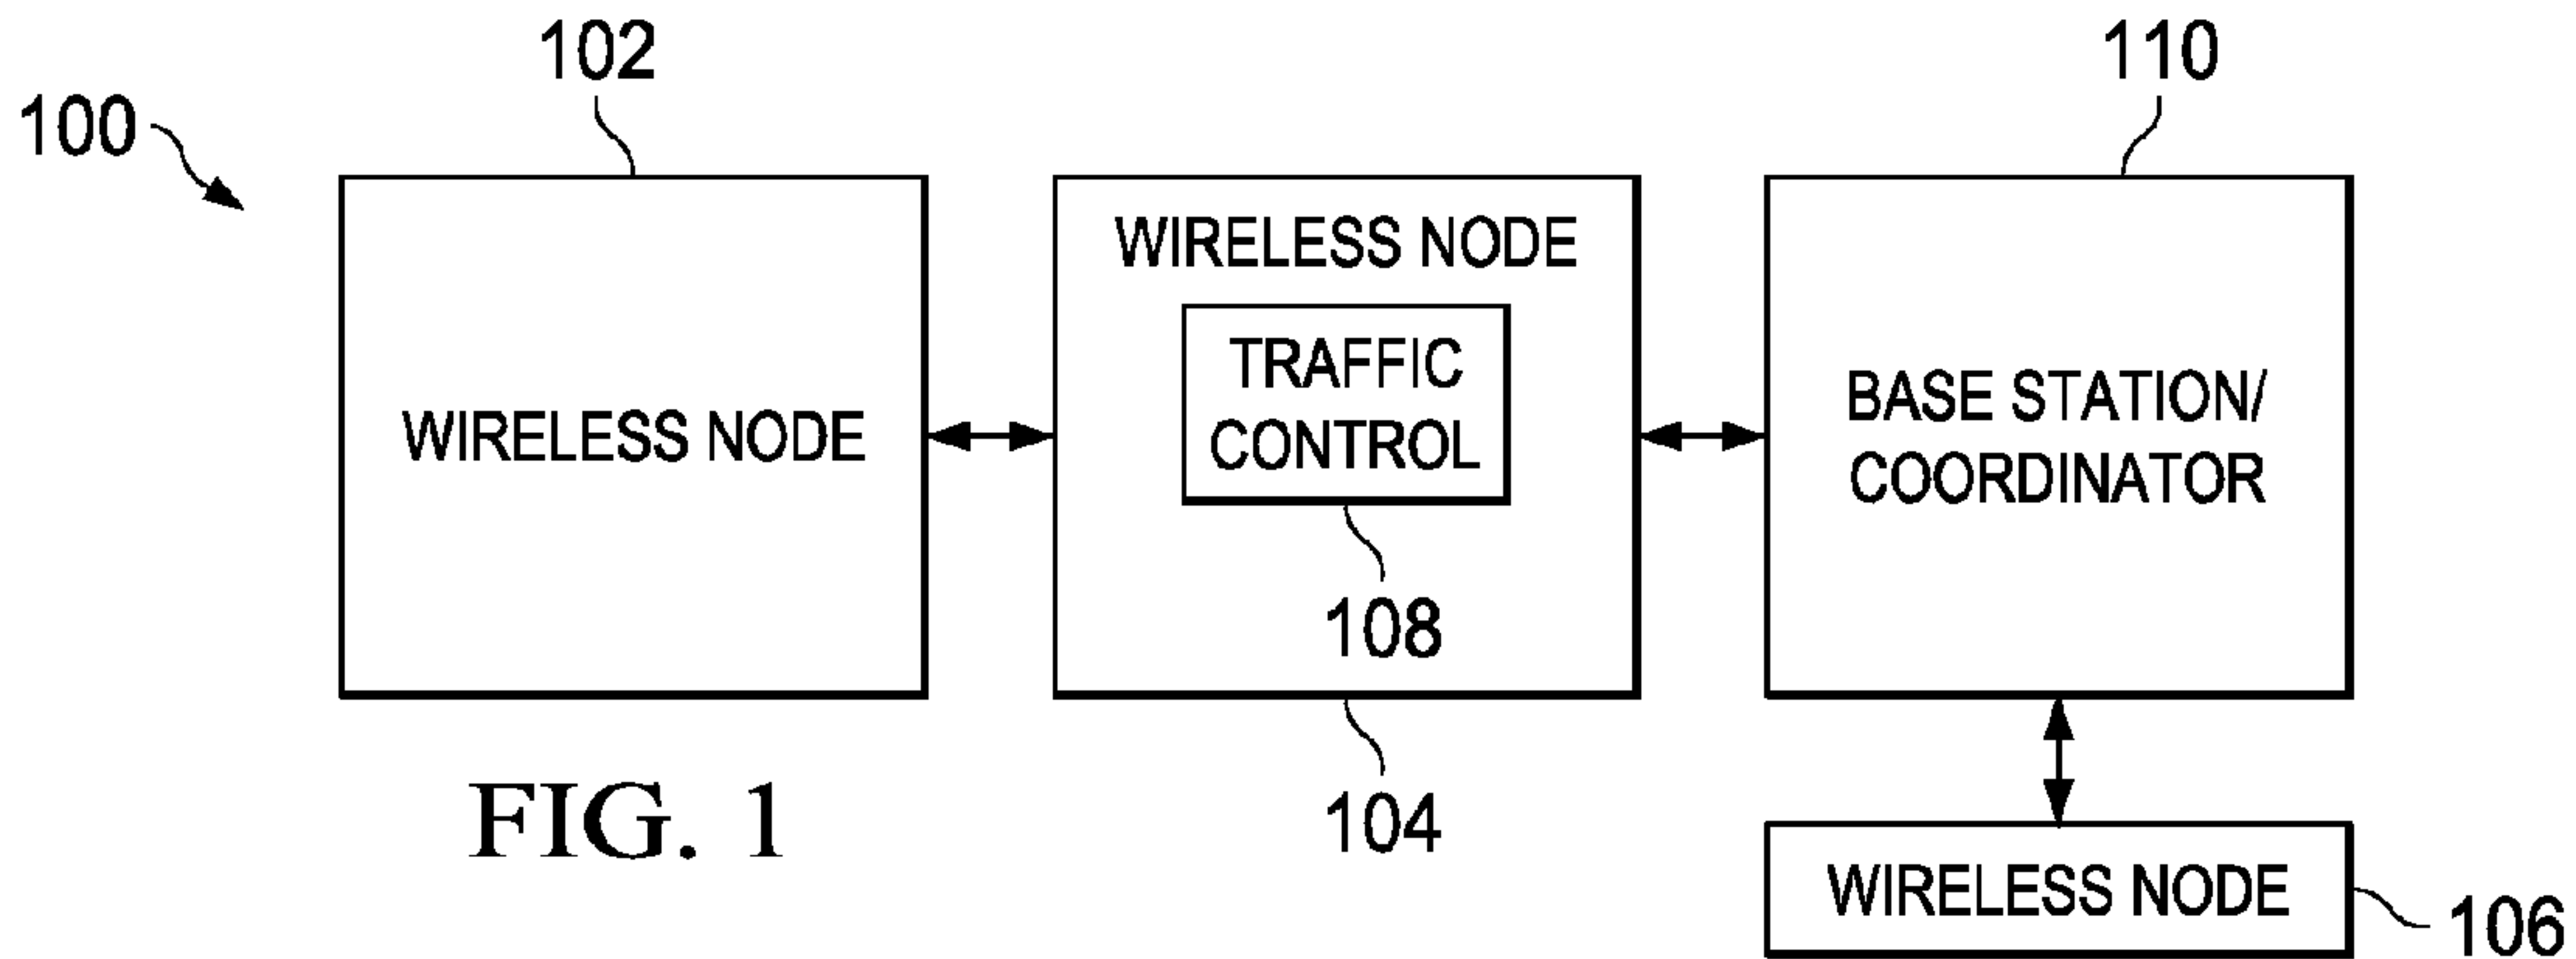 100
102
110
WIRELESS NODE
WIRELESS NODE
TRAFFIC
CONTROL
108
104
BASE STATION/
COORDINATOR
WIRELESS NODE
106
FIG. 1